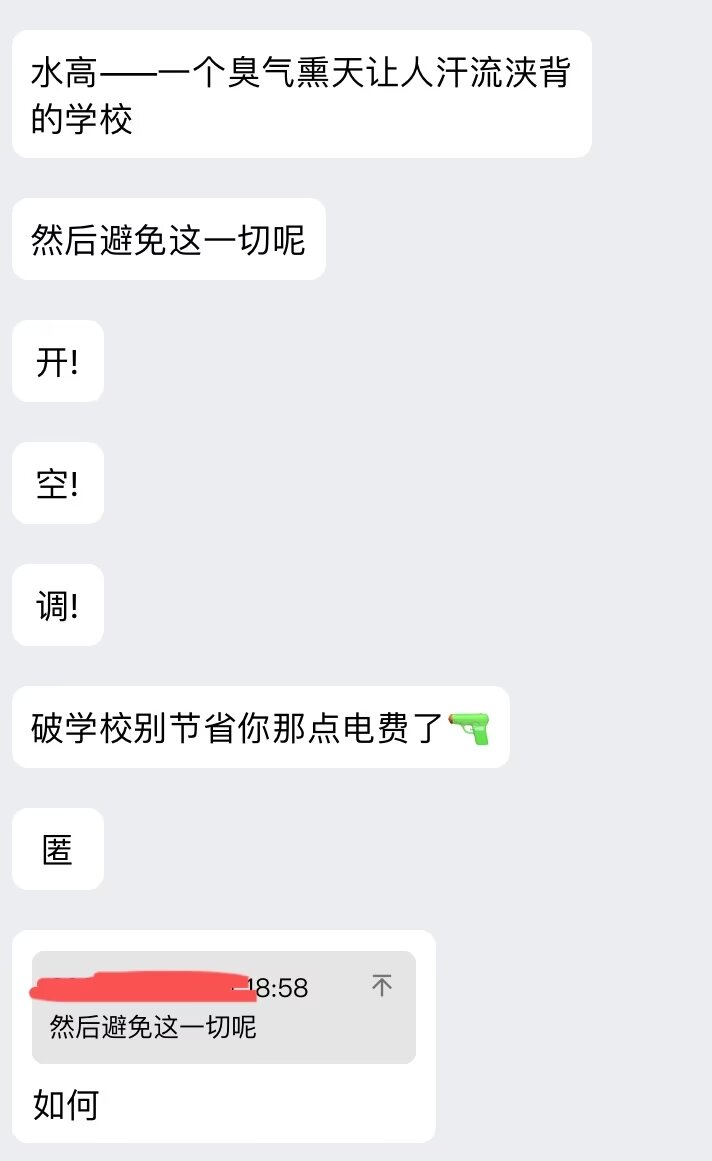 水高——一个臭气熏天让人汗流浃背
的学校
然后避免这一切呢
开!
空!
调!
破学校别节省你那点电费了
匿
18:58
然后避免这一切呢
如何